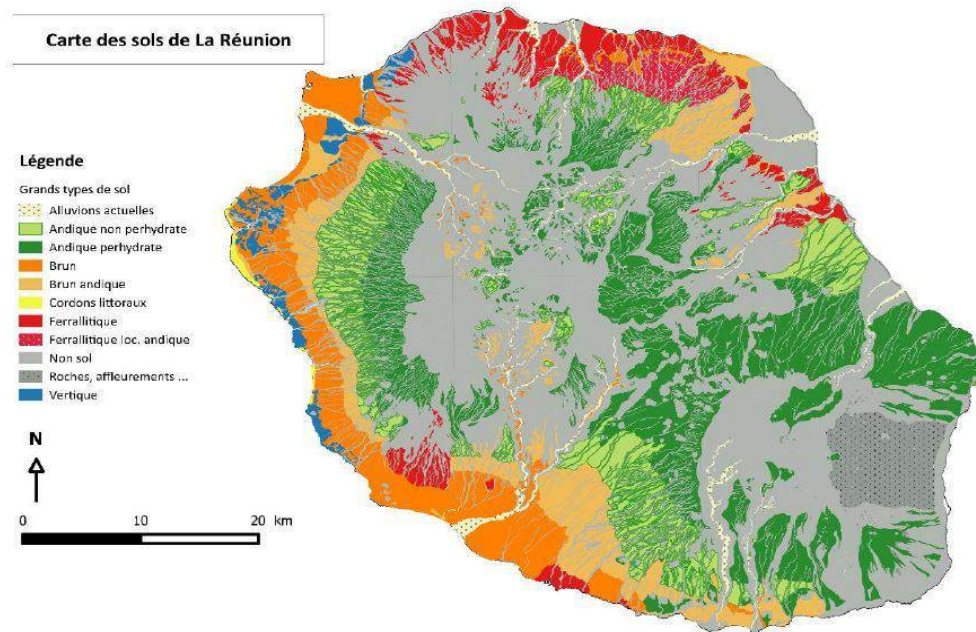 Carte des sols de La Réunion
Légende
Grands types de sol
Alluvions actuelles
Andique non perhydrate
Andique perhydrate
Brun
Brun andique
Cordons littoraux
Ferrallitique
Ferrallitique loc. andique
Non sol
Roches, affleurements ...
Vertique
N
0 10 20 km